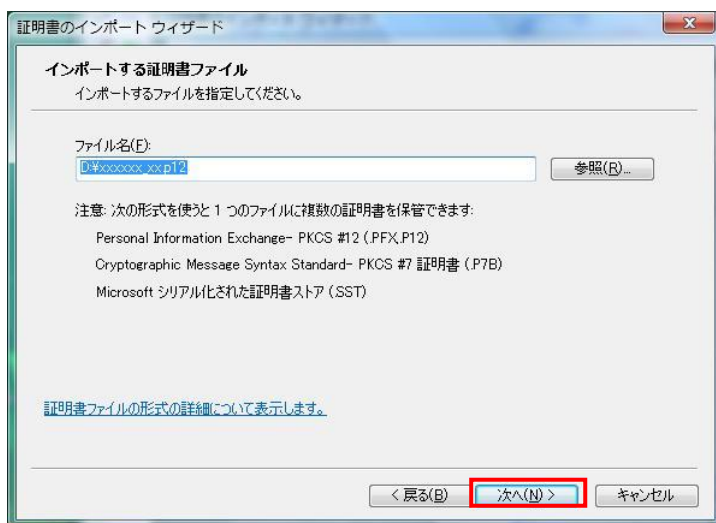 証明書のインポート ウィザード
インポートする証明書ファイル
インポートするファイルを指定してください。
ファイル名(F):
D:¥xxxxxx_xx.p12
参照(R)...
注意: 次の形式を使うと 1 つのファイルに複数の証明書を保管できます:
Personal Information Exchange- PKCS #12 (.PFX,.P12)
Cryptographic Message Syntax Standard- PKCS #7 証明書 (.P7B)
Microsoft シリアル化された証明書ストア (.SST)
証明書ファイルの形式の詳細について表示します。
< 戻る(B) 次へ(N) > キャンセル